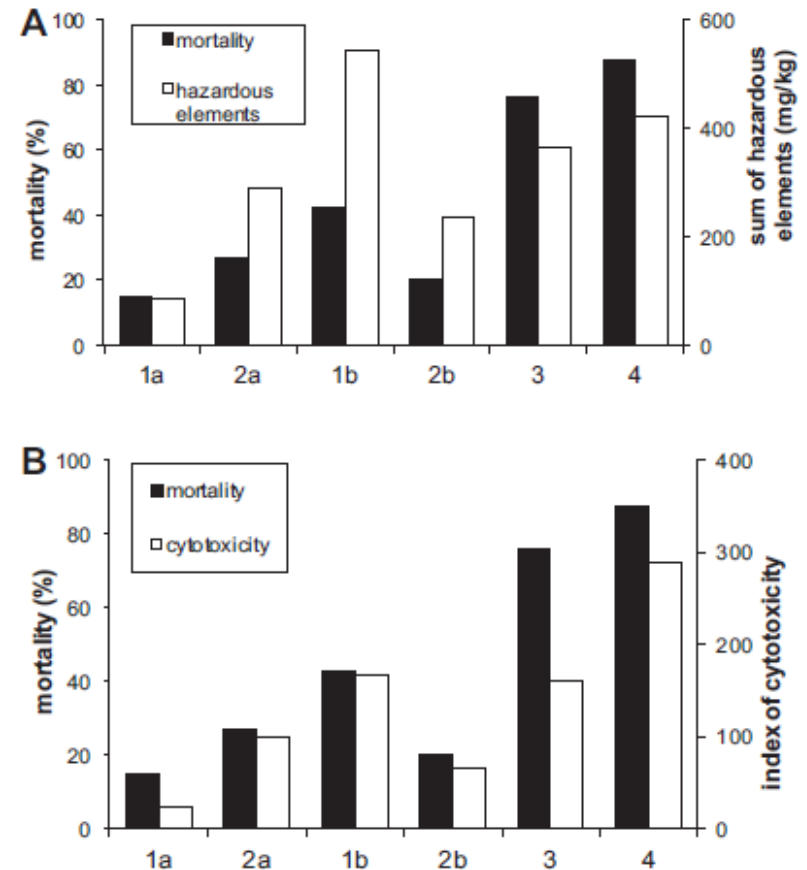 A
mortality
hazardous
elements
mortality (%)
100
80
60
40
20
0
600
400
200
0
sum of hazardous
elements (mg/kg)
1a 2a 1b 2b 3 4
B
mortality
cytotoxicity
mortality (%)
100
80
60
40
20
0
400
300
200
100
0
index of cytotoxicity
1a 2a 1b 2b 3 4